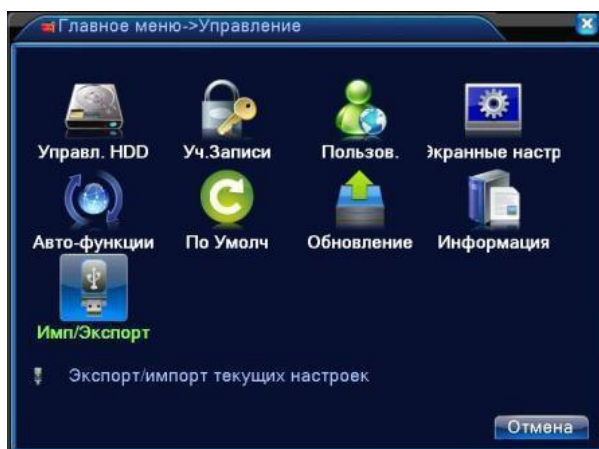 Главное меню->Управление
Управл. HDD Уч.Записи Пользов. Экранные настр
Авто-функции По Умолч Обновление Информация
Имп/Экспорт
Экспорт/импорт текущих настроек
Отмена